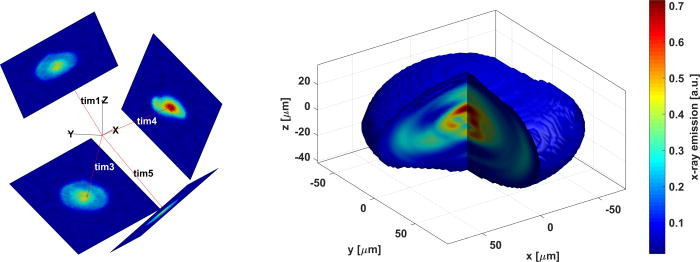 tim1
Z
Y
X
tim4
tim3
tim5
20
0
-20
-40
z [μm]
-50
0
50
y [μm]
50
0
-50
x [μm]
0.7
0.6
0.5
0.4
0.3
0.2
0.1
x-ray emission [a.u.]